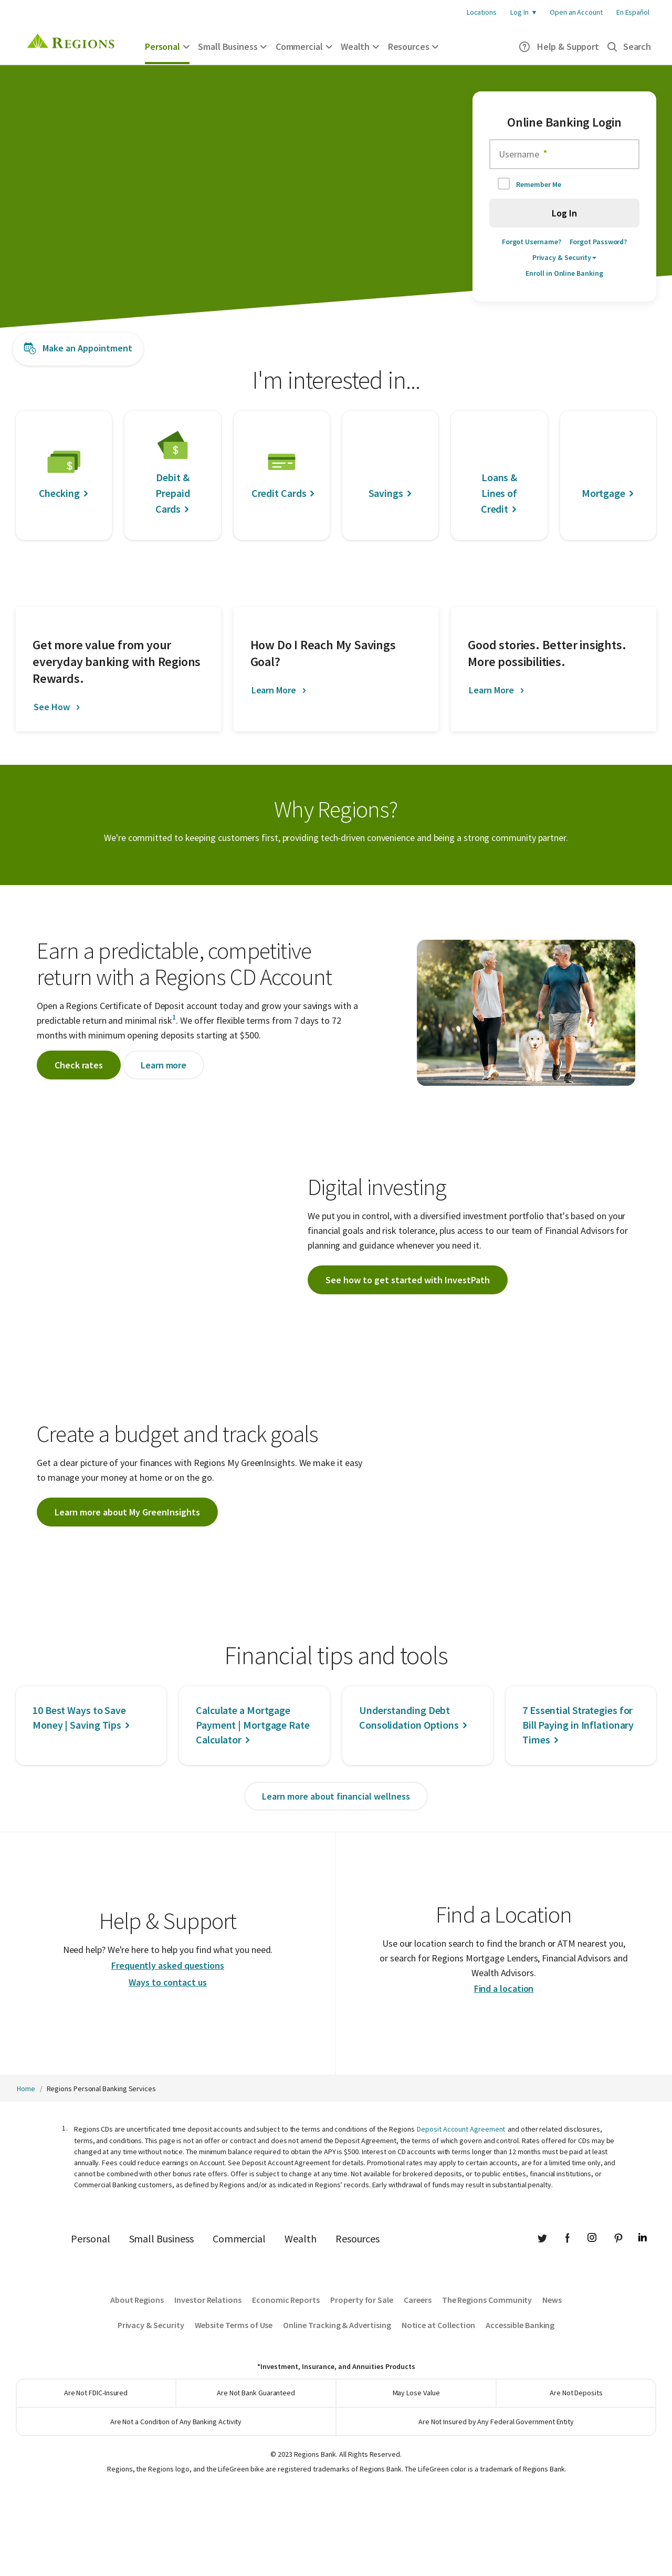 Locations Log In ▼ Open an Account En Español
REGIONS
Personal Small Business Commercial Wealth Resources Help & Support Search
Online Banking Login
Username *
Remember Me
Log In
Forgot Username? Forgot Password?
Privacy & Security
Enroll in Online Banking
Make an Appointment
I'm interested in...
Checking
Debit &
Prepaid
Cards
Credit Cards
Savings
Loans &
Lines of
Credit
Mortgage
Get more value from your
everyday banking with Regions
Rewards.
See How
How Do I Reach My Savings
Goal?
Learn More
Good stories. Better insights.
More possibilities.
Learn More
Why Regions?
We're committed to keeping customers first, providing tech-driven convenience and being a strong community partner.
Earn a predictable, competitive
return with a Regions CD Account
Open a Regions Certificate of Deposit account today and grow your savings with a
predictable return and minimal risk1. We offer flexible terms from 7 days to 72
months with minimum opening deposits starting at $500.
Check rates Learn more
Digital investing
We put you in control, with a diversified investment portfolio that's based on your
financial goals and risk tolerance, plus access to our team of Financial Advisors for
planning and guidance whenever you need it.
See how to get started with InvestPath
Create a budget and track goals
Get a clear picture of your finances with Regions My GreenInsights. We make it easy
to manage your money at home or on the go.
Learn more about My GreenInsights
Financial tips and tools
10 Best Ways to Save
Money | Saving Tips
Calculate a Mortgage
Payment | Mortgage Rate
Calculator
Understanding Debt
Consolidation Options
7 Essential Strategies for
Bill Paying in Inflationary
Times
Learn more about financial wellness
Help & Support
Need help? We're here to help you find what you need.
Frequently asked questions
Ways to contact us
Find a Location
Use our location search to find the branch or ATM nearest you,
or search for Regions Mortgage Lenders, Financial Advisors and
Wealth Advisors.
Find a location
Home / Regions Personal Banking Services
1. Regions CDs are uncertificated time deposit accounts and subject to the terms and conditions of the Regions Deposit Account Agreement and other related disclosures,
terms, and conditions. This page is not an offer or contract and does not amend the Deposit Agreement, the terms of which govern and control. Rates offered for CDs may be
changed at any time without notice. The minimum balance required to obtain the APY is $500. Interest on CD accounts with terms longer than 12 months must be paid at least
annually. Fees could reduce earnings on Account. See Deposit Account Agreement for details. Promotional rates may apply to certain accounts, are for a limited time only, and
cannot be combined with other bonus rate offers. Offer is subject to change at any time. Not available for brokered deposits, or to public entities, financial institutions, or
Commercial Banking customers, as defined by Regions and/or as indicated in Regions' records. Early withdrawal of funds may result in substantial penalty.
Personal Small Business Commercial Wealth Resources
About Regions Investor Relations Economic Reports Property for Sale Careers The Regions Community News
Privacy & Security Website Terms of Use Online Tracking & Advertising Notice at Collection Accessible Banking
*Investment, Insurance, and Annuities Products
Are Not FDIC-Insured Are Not Bank Guaranteed May Lose Value Are Not Deposits
Are Not a Condition of Any Banking Activity Are Not Insured by Any Federal Government Entity
© 2023 Regions Bank. All Rights Reserved.
Regions, the Regions logo, and the LifeGreen bike are registered trademarks of Regions Bank. The LifeGreen color is a trademark of Regions Bank.